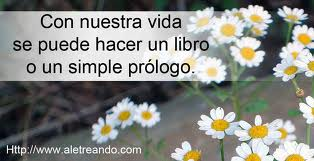 Con nuestra vida
se puede hacer un libro
o un simple prólogo.
Http://www.aletreando.com